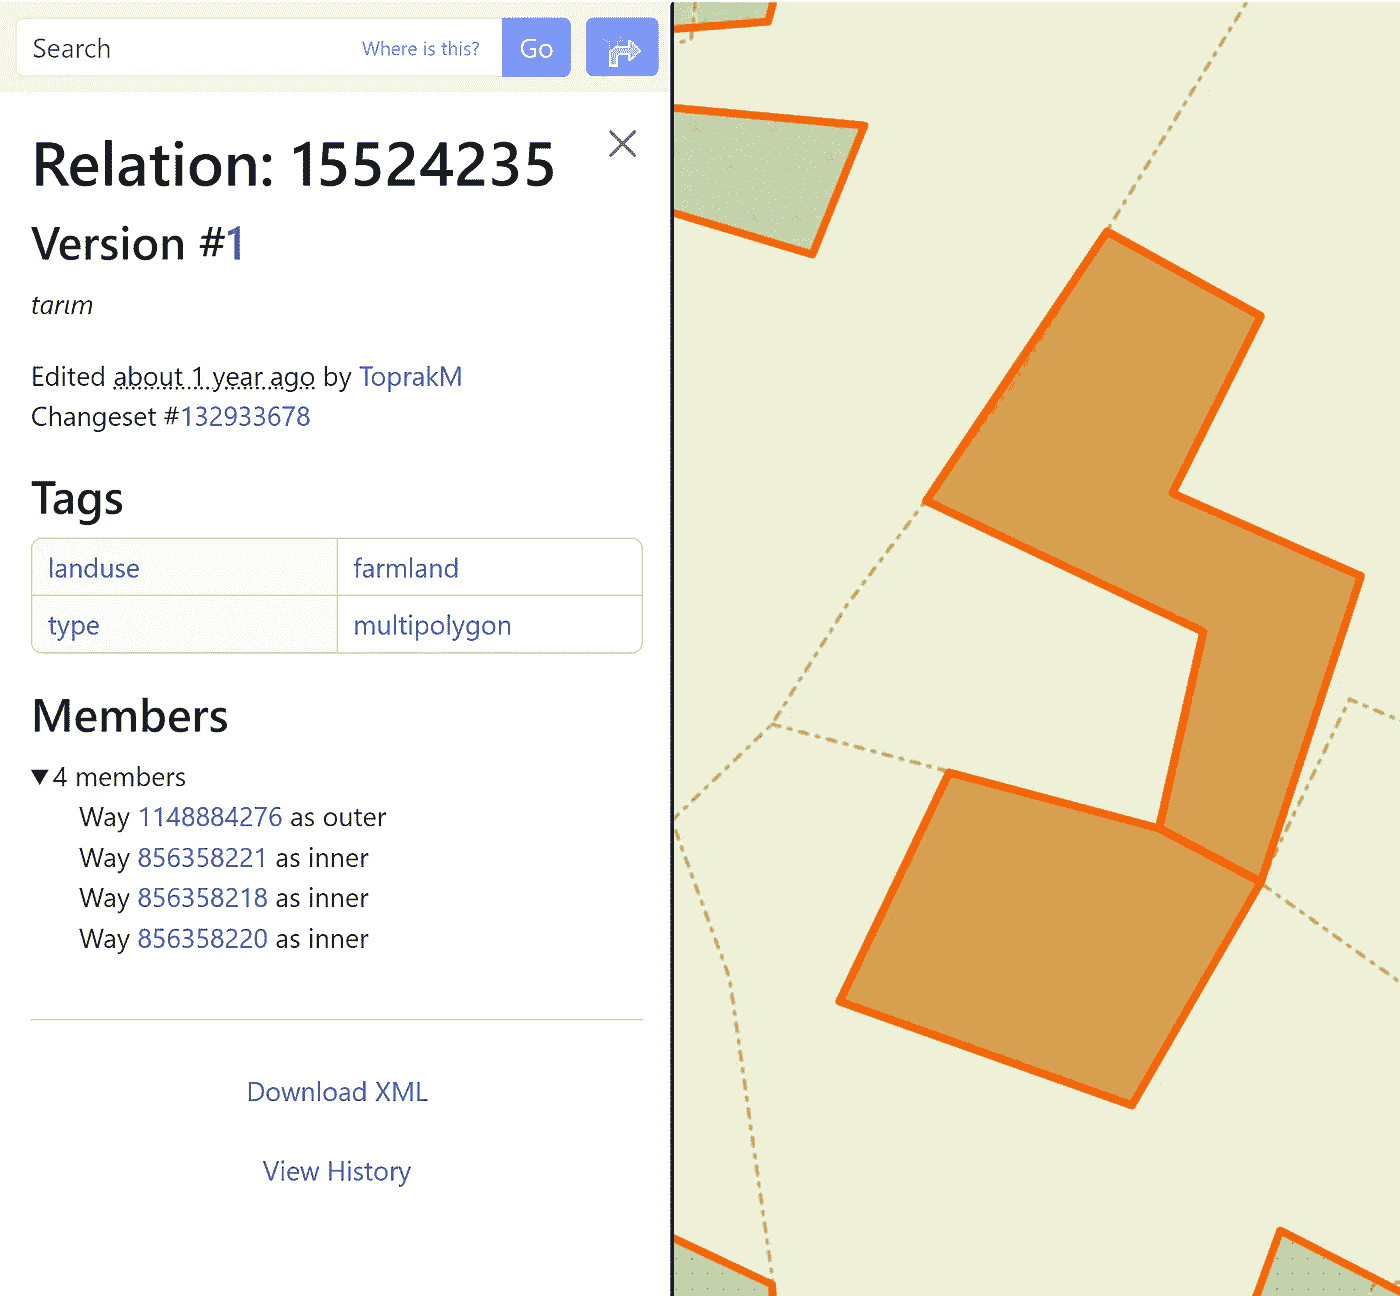 Search Where is this? Go
Relation: 15524235
Version #1
tarım
Edited about 1 year ago by ToprakM
Changeset #132933678
Tags
landuse farmland
type multipolygon
Members
▼4 members
Way 1148884276 as outer
Way 856358221 as inner
Way 856358218 as inner
Way 856358220 as inner
Download XML
View History